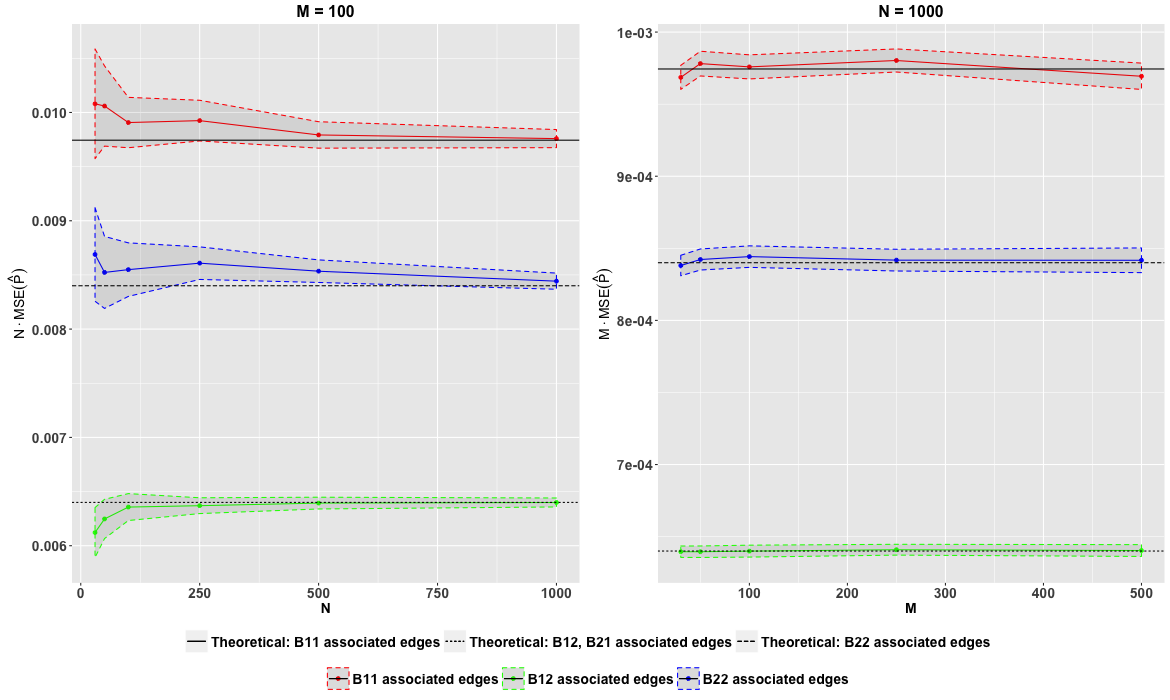 M = 100
N · MSE(P̂)
0.010
0.009
0.008
0.007
0.006
0
250
500
750
1000
N
N = 1000
M · MSE(P̂)
1e-03
9e-04
8e-04
7e-04
100
200
300
400
500
M
Theoretical: B11 associated edges
Theoretical: B12, B21 associated edges
Theoretical: B22 associated edges
B11 associated edges
B12 associated edges
B22 associated edges